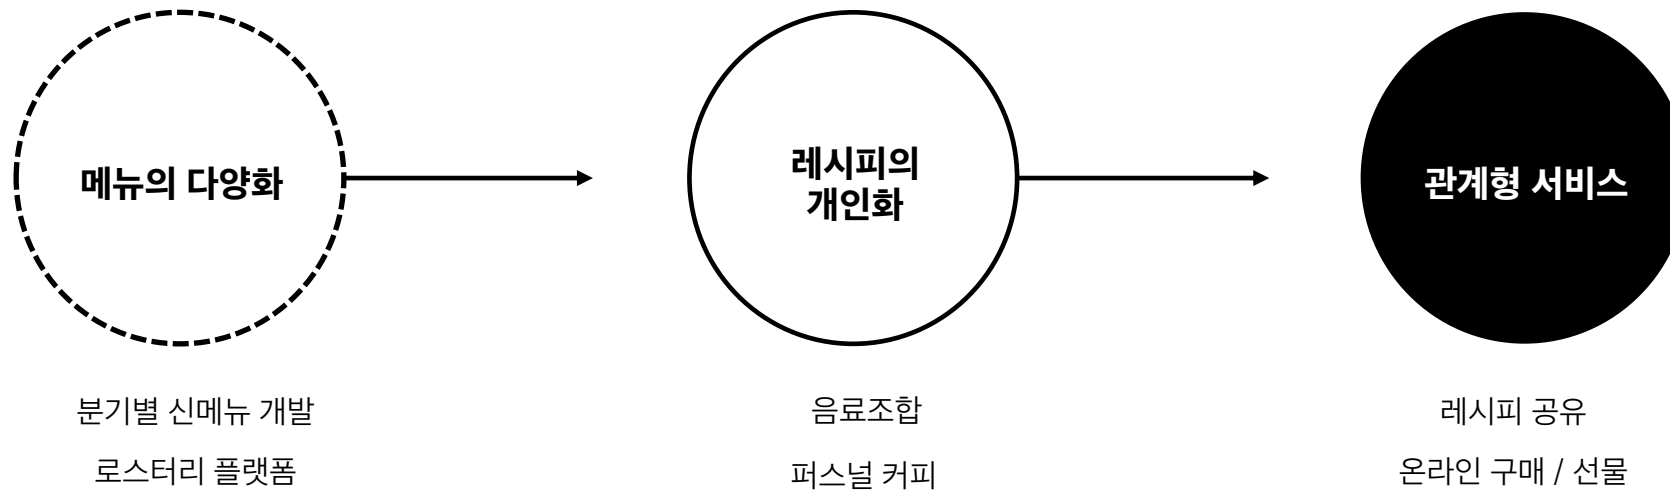 메뉴의 다양화
레시피의
개인화
관계형 서비스
분기별 신메뉴 개발
로스터리 플랫폼
음료조합
퍼스널 커피
레시피 공유
온라인 구매 / 선물